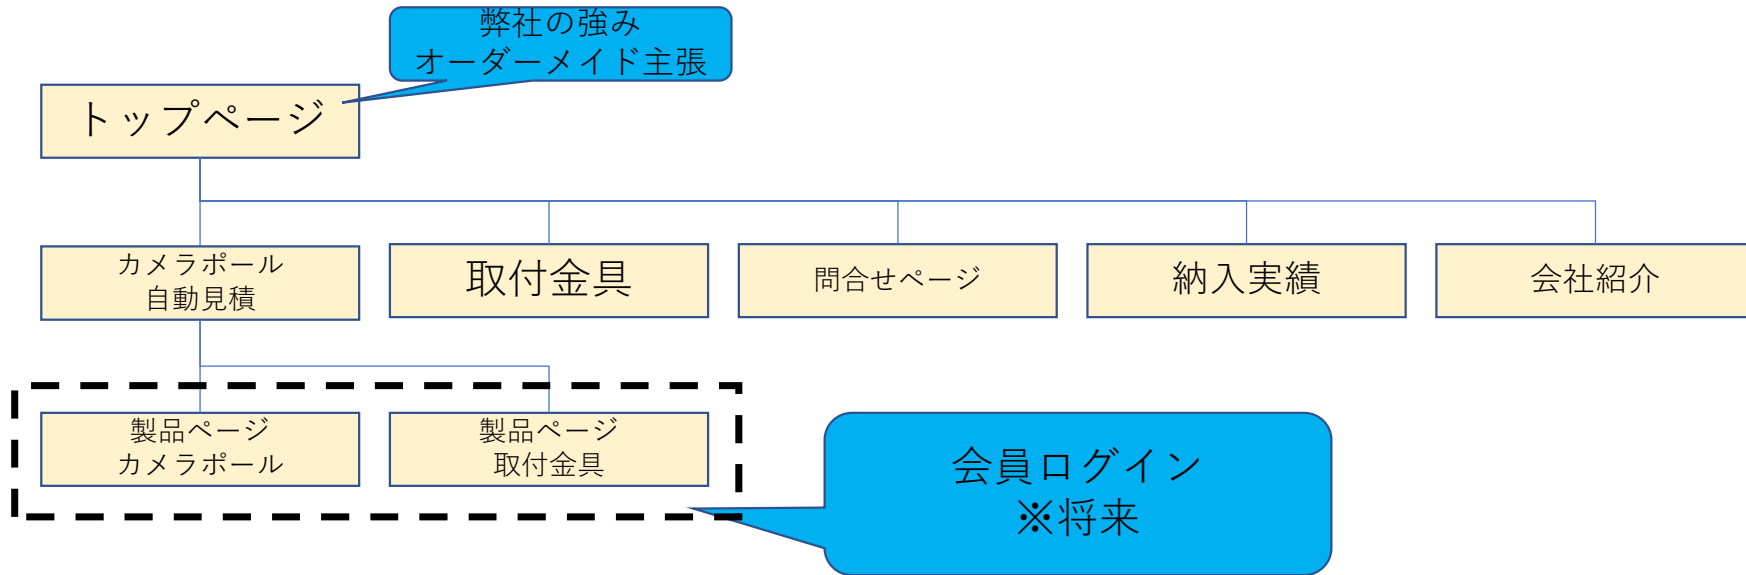 弊社の強み
オーダーメイド主張
トップページ
カメラポール
自動見積
取付金具
問合せページ
納入実績
会社紹介
製品ページ
カメラポール
製品ページ
取付金具
会員ログイン
※将来